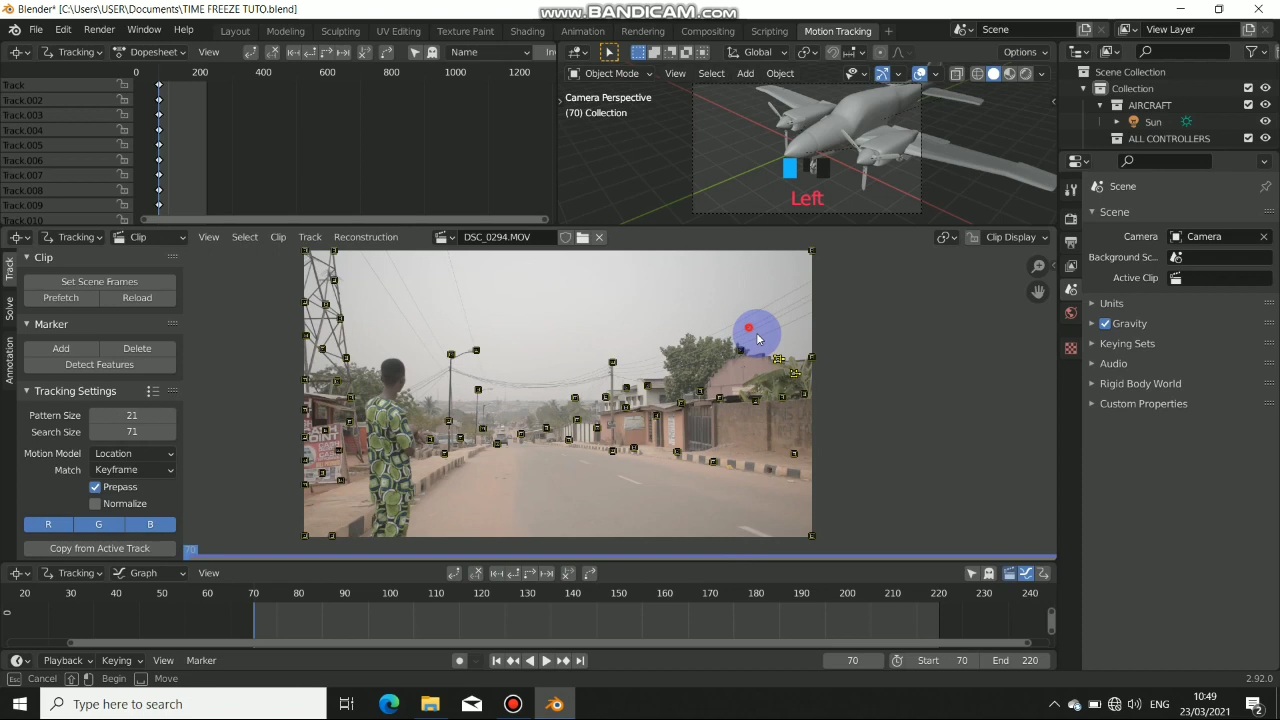 Blender* [C:\Users\USER\Documents\TIME FREEZE TUTO.blend]
www.BANDICAM.com
File Edit Render Window Help Layout Modeling Sculpting UV Editing Texture Paint Shading Animation Rendering Compositing Scripting Motion Tracking + Scene View Layer
Tracking Dopesheet View Name In Global Options
0 200 400 600 800 1000 1200
Object Mode View Select Add Object
Track
Track.002
Track.003
Track.004
Track.005
Track.006
Track.007
Track.008
Track.009
Track.010
Camera Perspective
(70) Collection
Left
Scene Collection
Collection
AIRCRAFT
Sun
ALL CONTROLLERS
Scene
Scene
Camera Camera
Background Sc...
Active Clip
Units
Gravity
Keying Sets
Audio
Rigid Body World
Custom Properties
Tracking Clip View Select Clip Track Reconstruction DSC_0294.MOV Clip Display
Track
Solve
Annotation
Clip
Set Scene Frames
Prefetch Reload
Marker
Add Delete
Detect Features
Tracking Settings
Pattern Size 21
Search Size 71
Motion Model Location
Match Keyframe
Prepass
Normalize
R G B
Copy from Active Track
70
Tracking Graph View
20 60 50 60 70 80 90 100 110 120 130 140 150 160 170 180 190 200 210 220 230 240
0
Playback Keying View Marker 70 Start 70 End 220
Esc Cancel Begin Move 2.92.0
Type here to search
ENG
10:49
23/03/2021
2